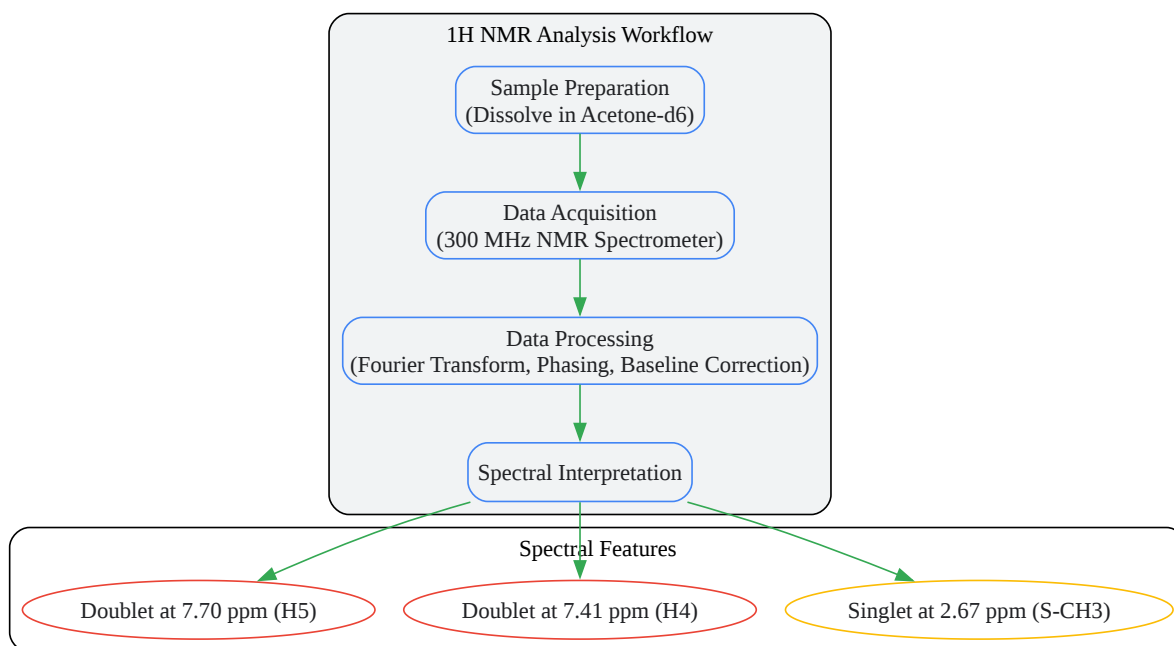 1H NMR Analysis Workflow
Sample Preparation
(Dissolve in Acetone-d6)
Data Acquisition
(300 MHz NMR Spectrometer)
Data Processing
(Fourier Transform, Phasing, Baseline Correction)
Spectral Interpretation
Spectral Features
Doublet at 7.70 ppm (H5)
Doublet at 7.41 ppm (H4)
Singlet at 2.67 ppm (S-CH3)